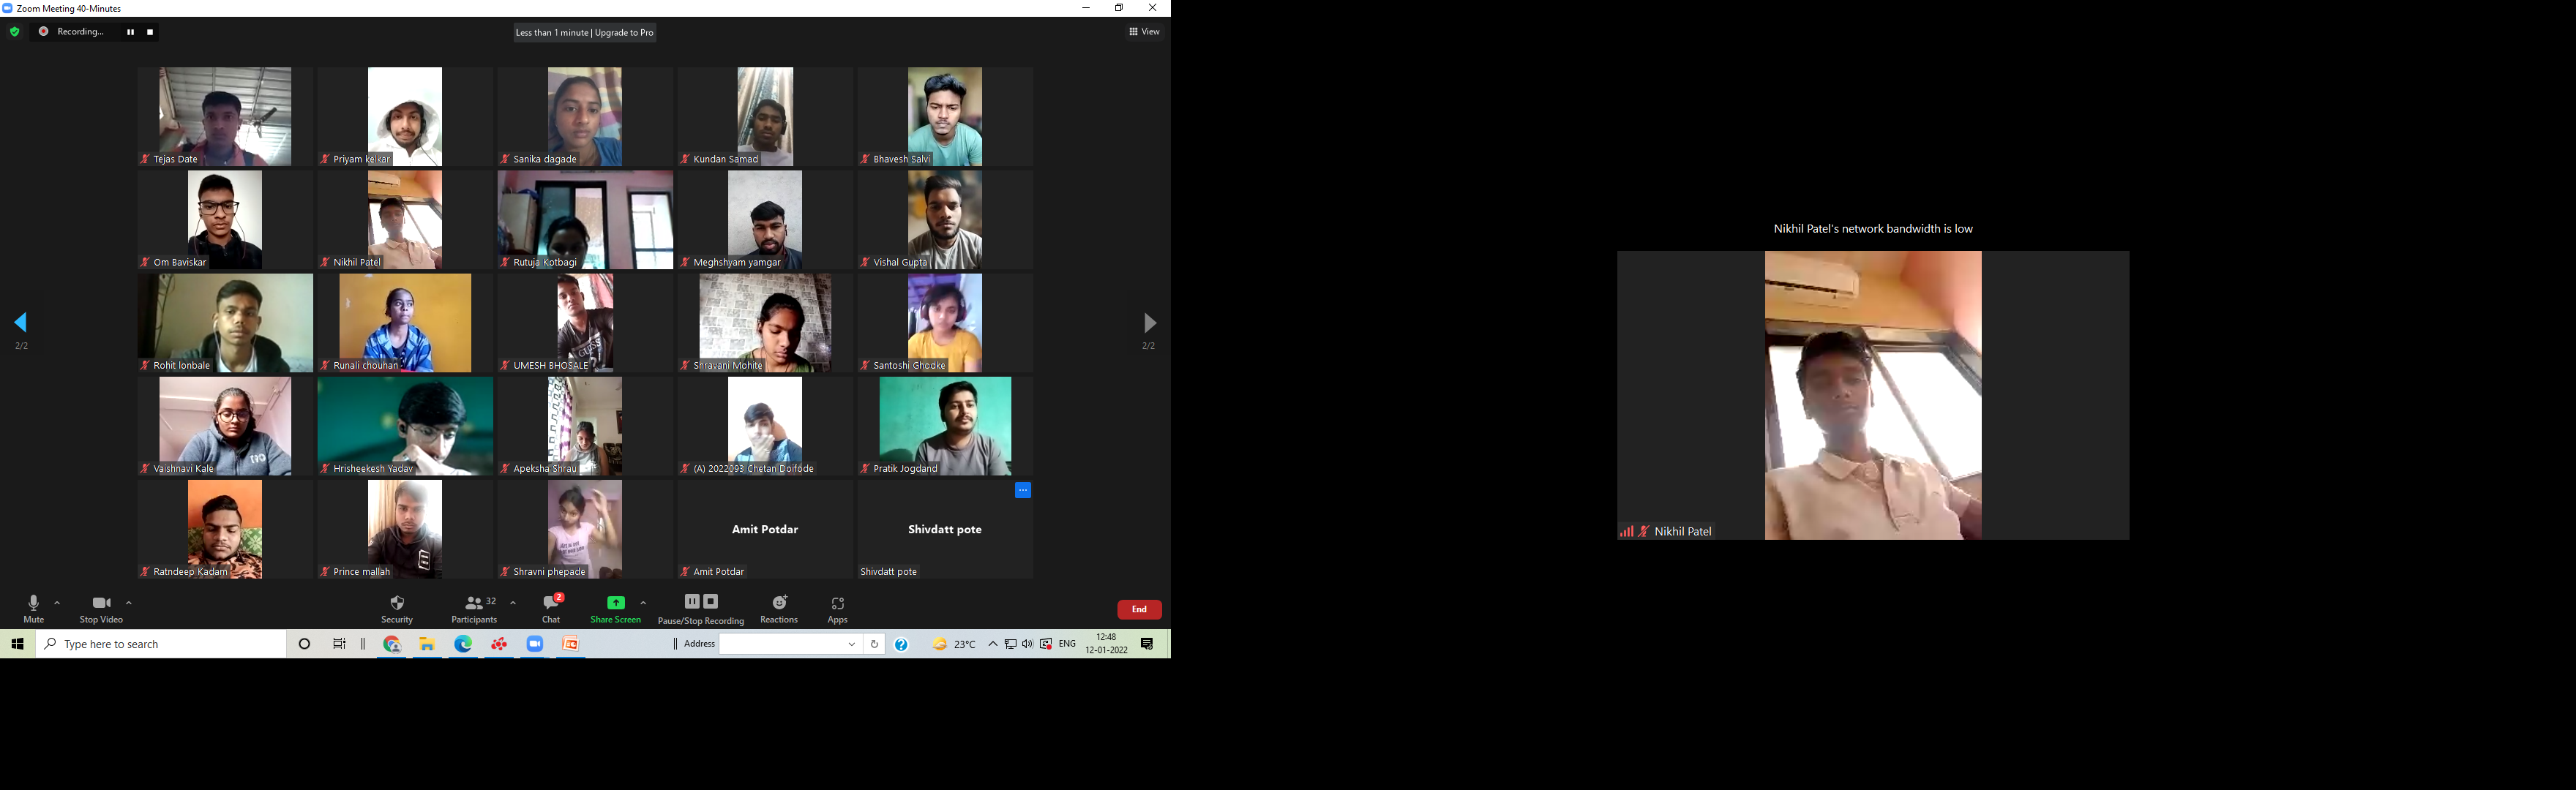 Zoom Meeting 40-Minutes
Recording...
Less than 1 minute | Upgrade to Pro
View
Tejas Date
Priyam kelkar
Sanika dagade
Kundan Samad
Bhavesh Salvi
Om Baviskar
Nikhil Patel
Rutuja Kotbagi
Meghshyam yamgar
Vishal Gupta
Rohit lonbale
Runali chouhan
UMESH BHOSALE
Shravani Mohite
Santoshi Ghodke
Vaishnavi Kale
Hrisheekesh Yadav
Apeksha Shrau
(A) 2022093 Chetan Doifode
Pratik Jogdand
Amit Potdar
Shivdatt pote
Ratndeep Kadam
Prince mallah
Shravni phepade
Amit Potdar
Shivdatt pote
2/2
2/2
GUESS
Mute
Stop Video
Security
Participants
32
Chat
2
Share Screen
Pause/Stop Recording
Reactions
Apps
End
Type here to search
Address
23°C
ENG
12:48
12-01-2022
Nikhil Patel's network bandwidth is low
Nikhil Patel